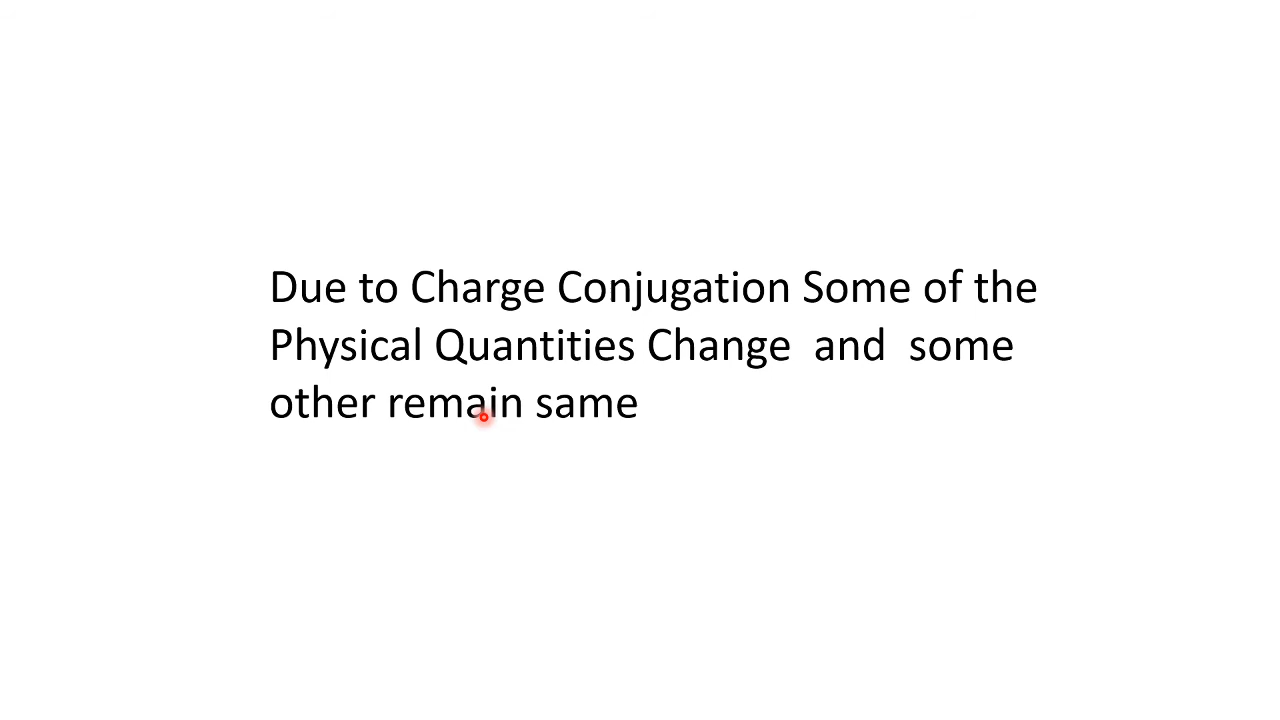 Due to Charge Conjugation Some of the
Physical Quantities Change  and  some
other remain same